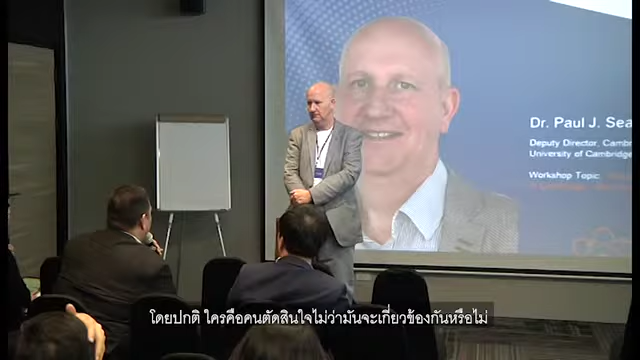 Dr. Paul J. Sea
Deputy Director, Camb
University of Cambridge
Workshop Topic:
โดยปกติ ใครคือคนตัดสินใจไม่ว่ามันจะเกี่ยวข้องกันหรือไม่